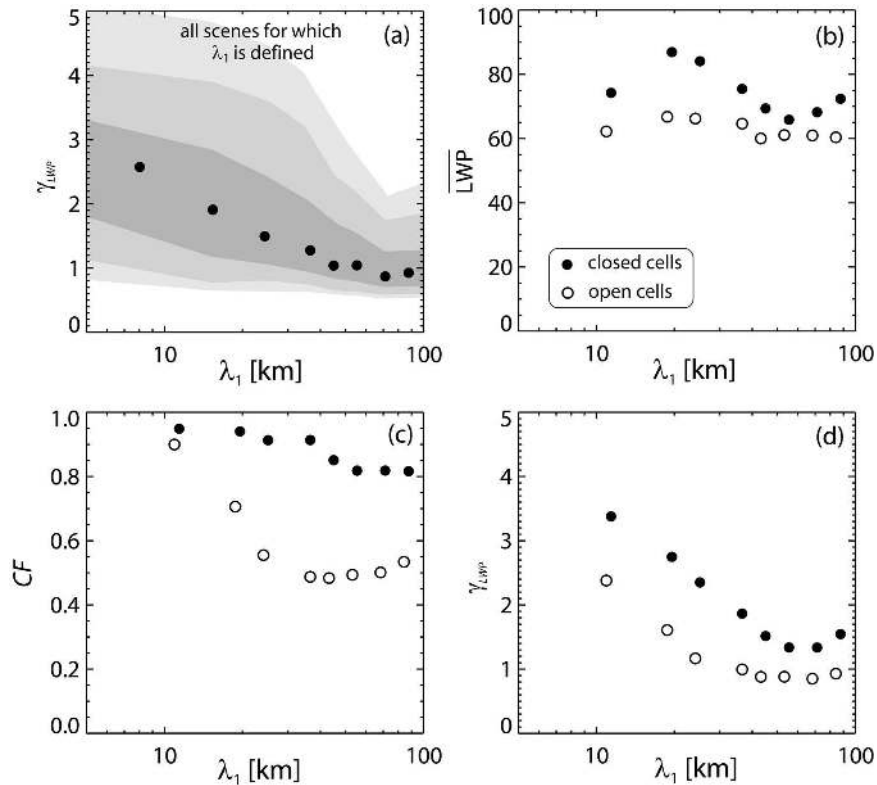 5
4
3
2
1
0
γLWP
all scenes for which
λ1 is defined
(a)
10
100
λ1 [km]
100
80
60
40
20
0
LWP
(b)
closed cells
open cells
10
100
λ1 [km]
1.0
0.8
0.6
0.4
0.2
0.0
CF
(c)
10
100
λ1 [km]
5
4
3
2
1
0
γLWP
(d)
10
100
λ1 [km]